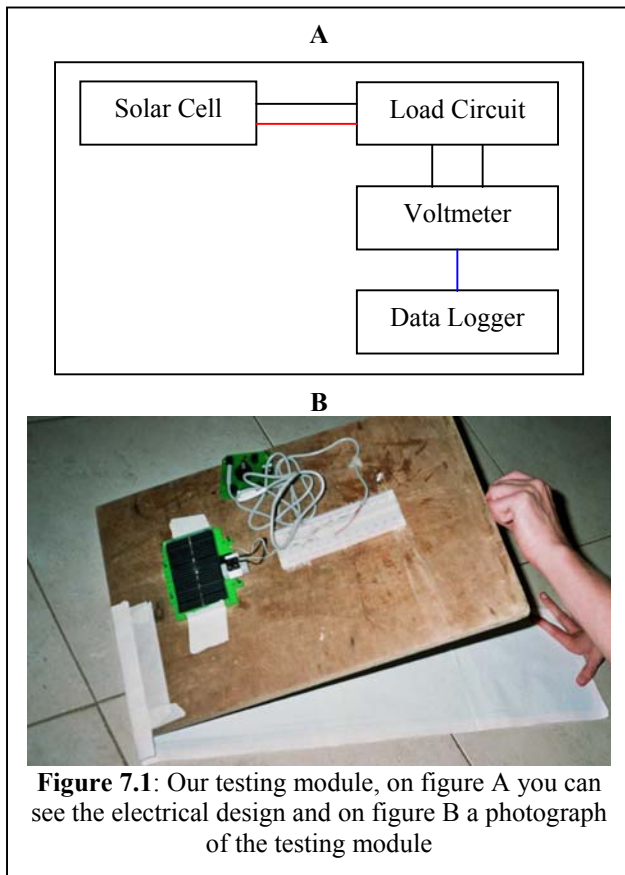 A
Solar Cell
Load Circuit
Voltmeter
Data Logger
B
Figure 7.1: Our testing module, on figure A you can
see the electrical design and on figure B a photograph
of the testing module